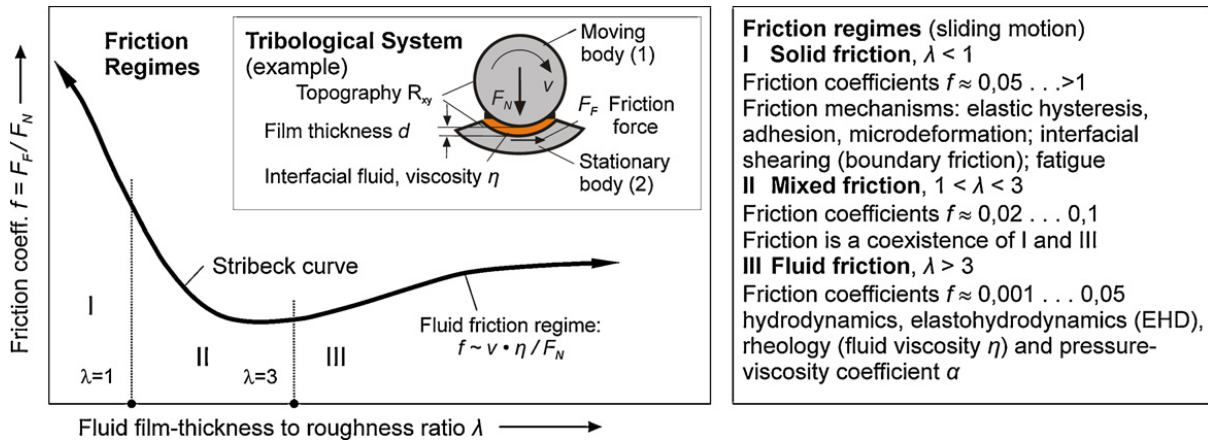 Friction coeff. f = F_F / F_N
Friction
Regimes
Tribological System
(example)
Topography R_xy
Film thickness d
Interfacial fluid, viscosity η
F_N
v
Moving
body (1)
F_F Friction
force
Stationary
body (2)
Stribeck curve
Fluid friction regime:
f ~ v • η / F_N
I
II
III
λ=1
λ=3
Fluid film-thickness to roughness ratio λ
Friction regimes (sliding motion)
I Solid friction, λ < 1
Friction coefficients f ≈ 0,05 . . .>1
Friction mechanisms: elastic hysteresis,
adhesion, microdeformation; interfacial
shearing (boundary friction); fatigue
II Mixed friction, 1 < λ < 3
Friction coefficients f ≈ 0,02 . . . 0,1
Friction is a coexistence of I and III
III Fluid friction, λ > 3
Friction coefficients f ≈ 0,001 . . . 0,05
hydrodynamics, elastohydrodynamics (EHD),
rheology (fluid viscosity η) and pressure-
viscosity coefficient α